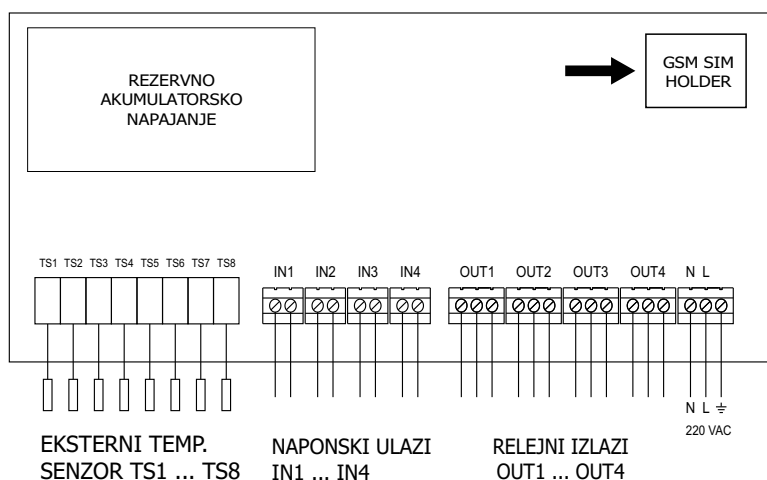 REZERVNO
AKUMULATORSKO
NAPAJANJE
GSM SIM
HOLDER
TS1 TS2 TS3 TS4 TS5 TS6 TS7 TS8
IN1 IN2 IN3 IN4
OUT1 OUT2 OUT3 OUT4
N L
N L
220 VAC
EKSTERNI TEMP.
SENZOR TS1 ... TS8
NAPONSKI ULAZI
IN1 ... IN4
RELEJNI IZLAZI
OUT1 ... OUT4